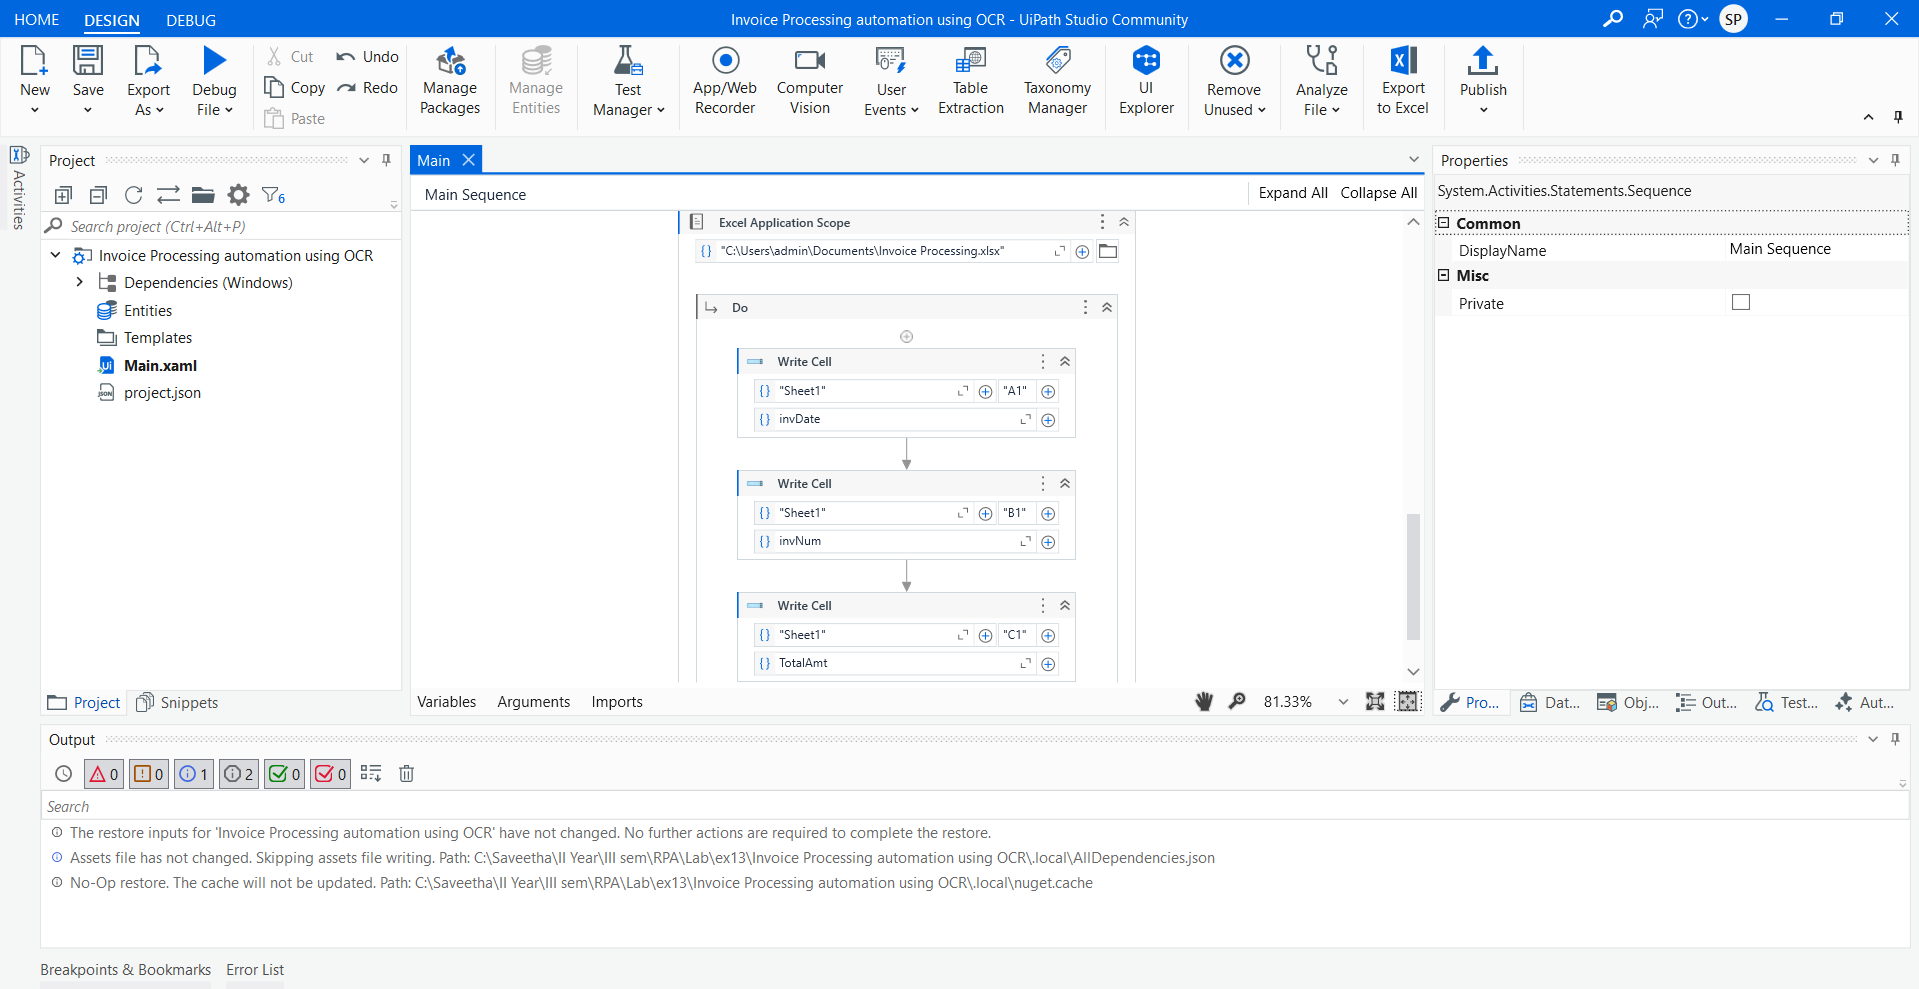 HOME DESIGN DEBUG Invoice Processing automation using OCR - UiPath Studio Community SP
New Save Export As Debug File Cut Copy Paste Undo Redo Manage Packages Manage Entities Test Manager App/Web Recorder Computer Vision User Events Table Extraction Taxonomy Manager UI Explorer Remove Unused Analyze File Export to Excel Publish
Activities
Project
6
Search project (Ctrl+Alt+P)
Invoice Processing automation using OCR
Dependencies (Windows)
Entities
Templates
Main.xaml
project.json
Project Snippets
Main
Main Sequence Expand All Collapse All
Excel Application Scope
"C:\Users\admin\Documents\Invoice Processing.xlsx"
Do
Write Cell
"Sheet1" "A1"
invDate
Write Cell
"Sheet1" "B1"
invNum
Write Cell
"Sheet1" "C1"
TotalAmt
Variables Arguments Imports 81.33%
Properties
System.Activities.Statements.Sequence
Common
DisplayName Main Sequence
Misc
Private
Pro... Dat... Obj... Out... Test... Aut...
Output
0 0 1 2 0 0
Search
The restore inputs for 'Invoice Processing automation using OCR' have not changed. No further actions are required to complete the restore.
Assets file has not changed. Skipping assets file writing. Path: C:\Saveetha\II Year\III sem\RPA\Lab\ex13\Invoice Processing automation using OCR\.local\AllDependencies.json
No-Op restore. The cache will not be updated. Path: C:\Saveetha\II Year\III sem\RPA\Lab\ex13\Invoice Processing automation using OCR\.local\nuget.cache
Breakpoints & Bookmarks Error List